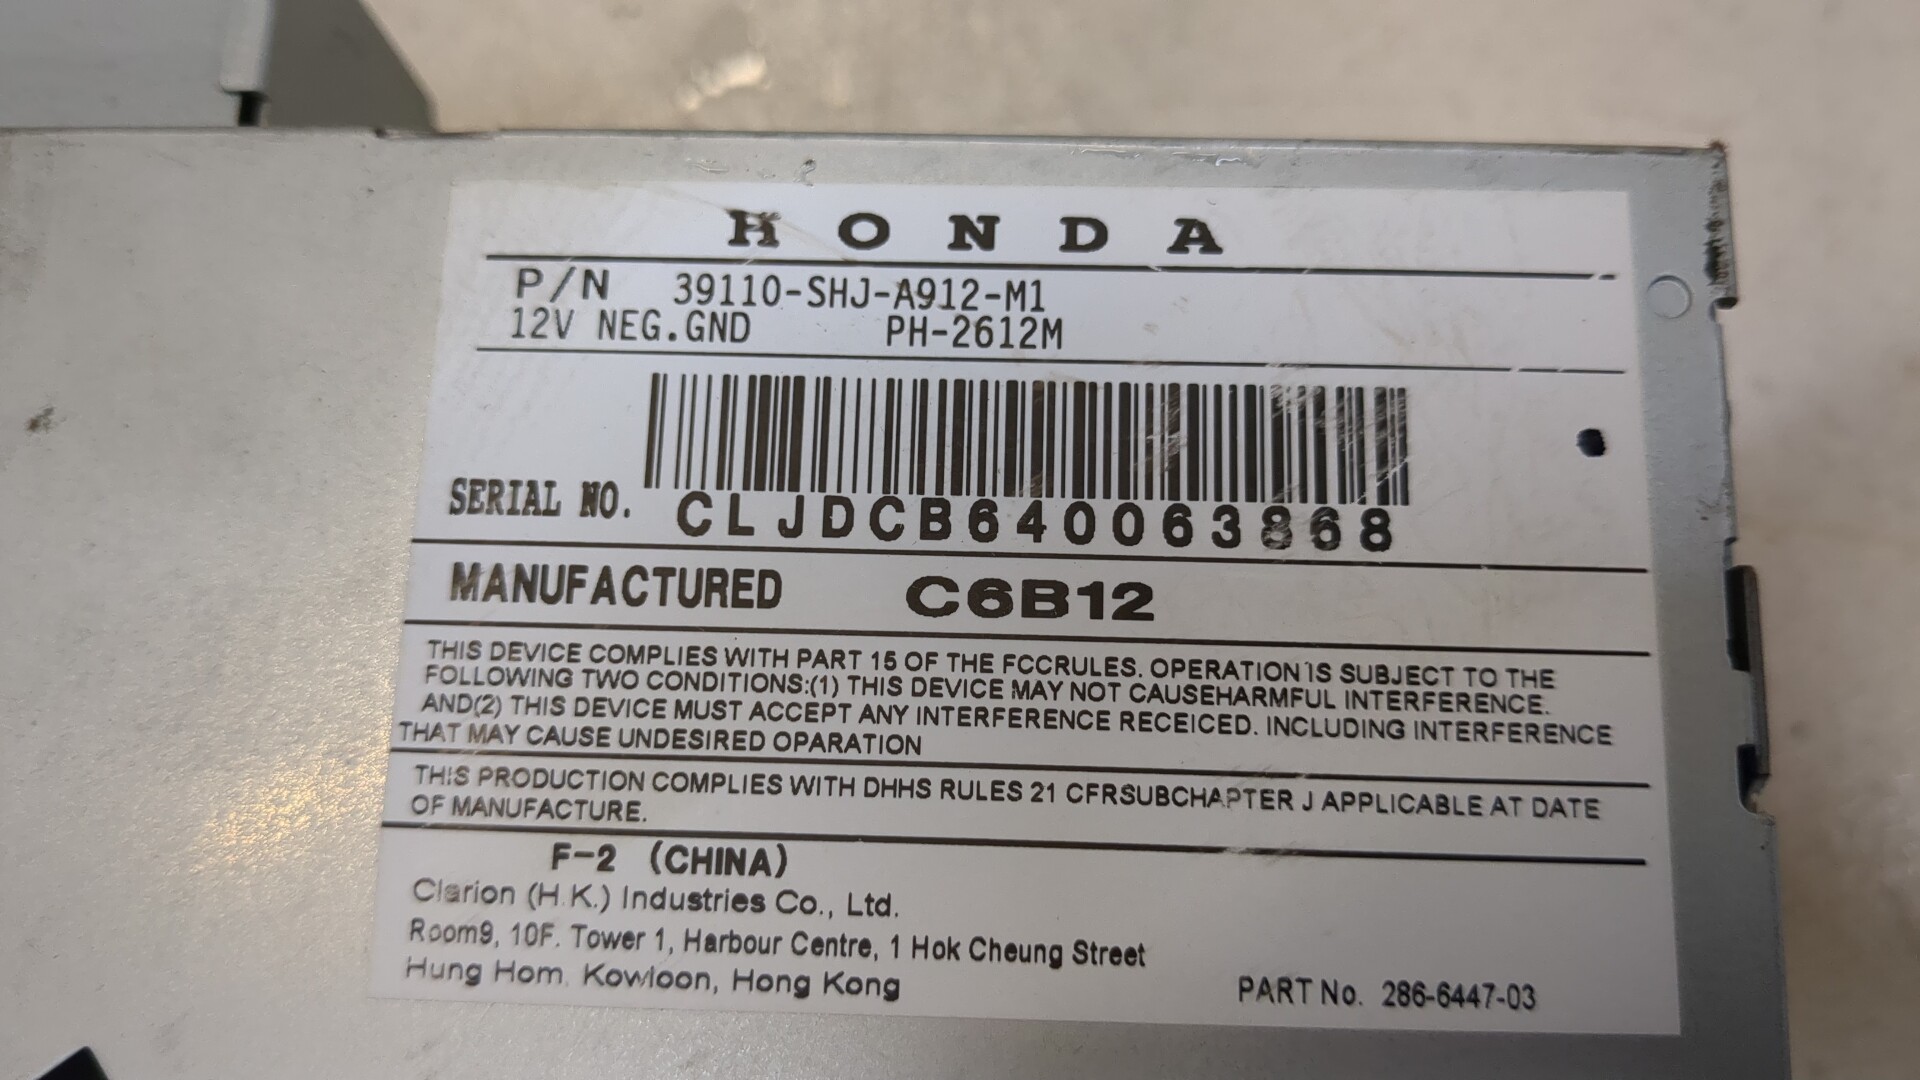 HONDA
P/N 39110-SHJ-A912-M1
12V NEG.GND PH-2612M
SERIAL NO. CLJDCB640063868
MANUFACTURED C6B12
THIS DEVICE COMPLIES WITH PART 15 OF THE FCCRULES. OPERATION IS SUBJECT TO THE
FOLLOWING TWO CONDITIONS:(1) THIS DEVICE MAY NOT CAUSEHARMFUL INTERFERENCE.
AND(2) THIS DEVICE MUST ACCEPT ANY INTERFERENCE RECEICED. INCLUDING INTERFERENCE
THAT MAY CAUSE UNDESIRED OPARATION
THIS PRODUCTION COMPLIES WITH DHHS RULES 21 CFRSUBCHAPTER J APPLICABLE AT DATE
OF MANUFACTURE.
F-2 (CHINA)
Clarion (H.K.) Industries Co., Ltd.
Room9, 10F. Tower 1, Harbour Centre, 1 Hok Cheung Street
Hung Hom. Kowloon, Hong Kong
PART No. 286-6447-03